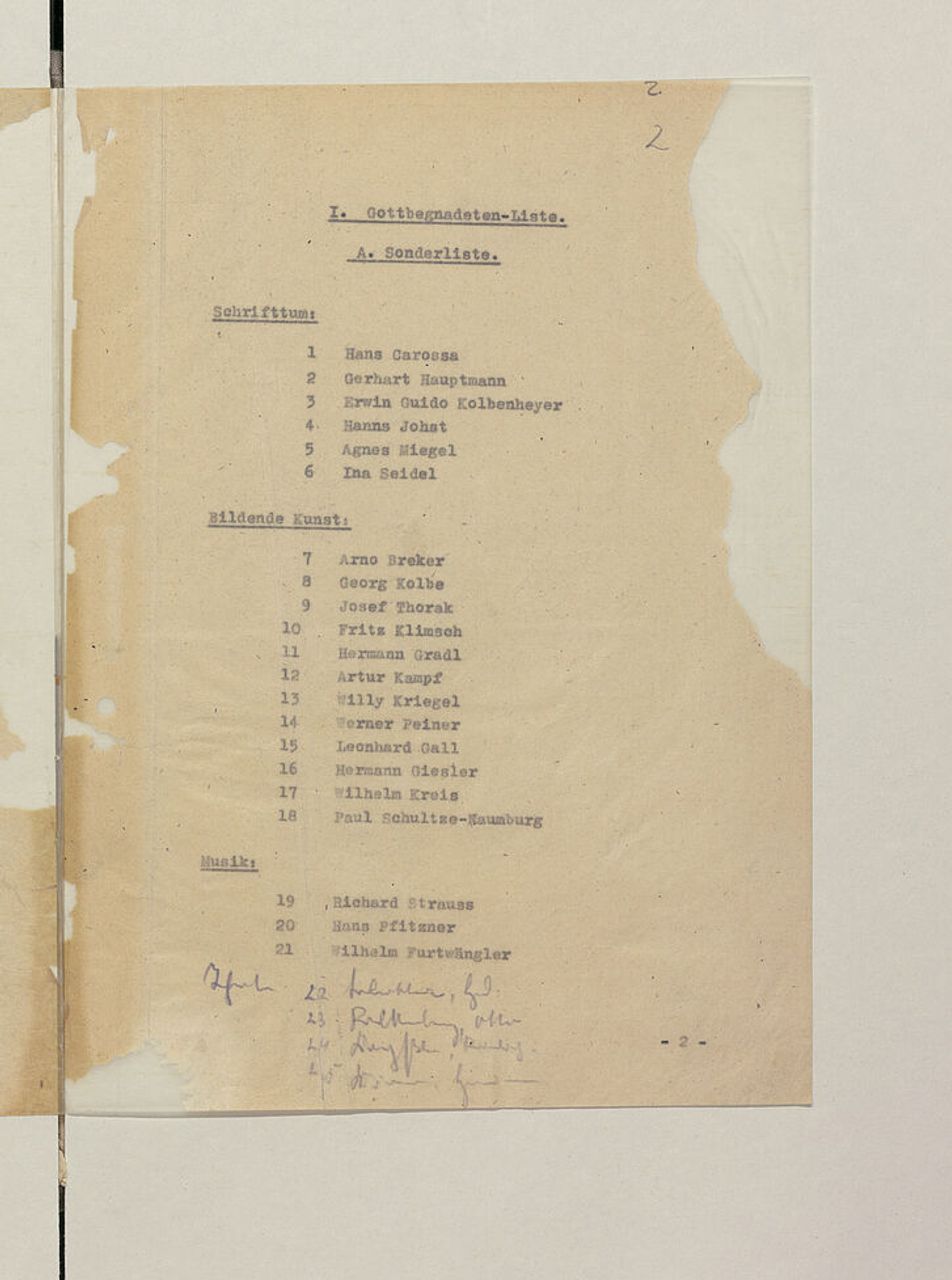 2.
2
I. Gottbegnadeten-Liste.
A. Sonderliste.
Schrifttum:
1 Hans Carossa
2 Gerhart Hauptmann
3 Erwin Guido Kolbenheyer
4 Hanns Johst
5 Agnes Miegel
6 Ina Seidel
Bildende Kunst:
7 Arno Breker
8 Georg Kolbe
9 Josef Thorak
10 Fritz Klimsch
11 Hermann Gradl
12 Artur Kampf
13 Willy Kriegel
14 Werner Peiner
15 Leonhard Gall
16 Hermann Giesler
17 Wilhelm Kreis
18 Paul Schultze-Naumburg
Musik:
19 Richard Strauss
20 Hans Pfitzner
21 Wilhelm Furtwängler
22
23 Otto
24
25
- 2 -